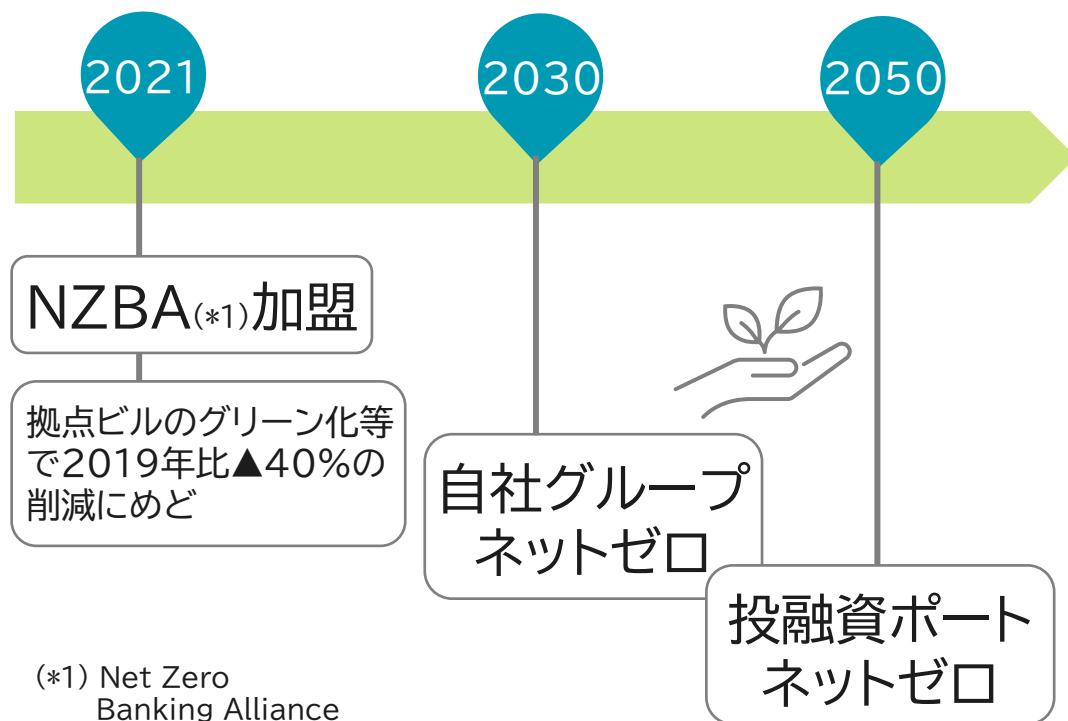 2021
2030
2050
NZBA(*1)加盟
拠点ビルのグリーン化等
で2019年比▲40%の
削減にめど
自社グループ
ネットゼロ
投融資ポート
ネットゼロ
(*1) Net Zero
Banking Alliance